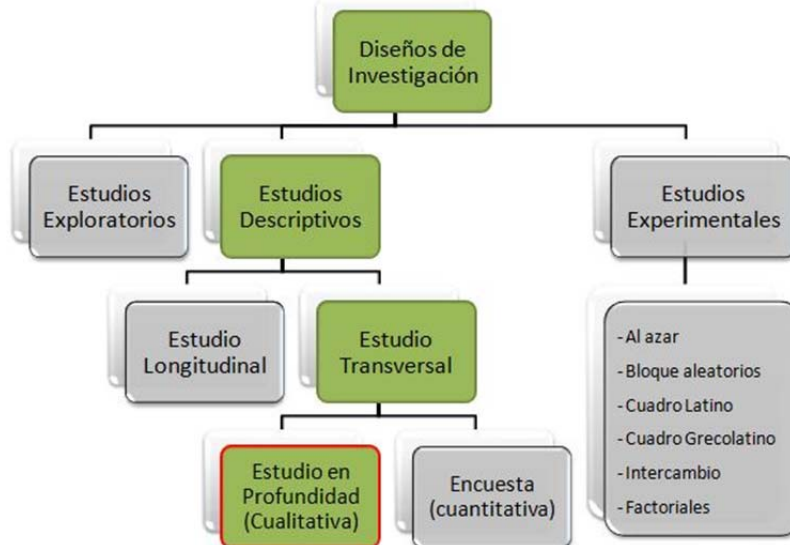 Diseños de
Investigación
Estudios
Exploratorios
Estudios
Descriptivos
Estudios
Experimentales
Estudio
Longitudinal
Estudio
Transversal
Estudio en
Profundidad
(Cualitativa)
Encuesta
(cuantitativa)
- Al azar
- Bloque aleatorios
- Cuadro Latino
- Cuadro Grecolatino
- Intercambio
- Factoriales